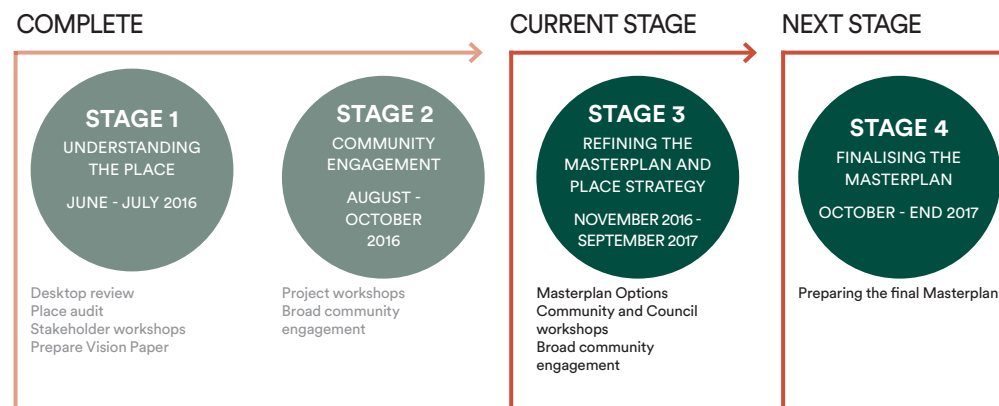 COMPLETE
CURRENT STAGE
NEXT STAGE
STAGE 1
UNDERSTANDING
THE PLACE
JUNE - JULY 2016
Desktop review
Place audit
Stakeholder workshops
Prepare Vision Paper
STAGE 2
COMMUNITY
ENGAGEMENT
AUGUST -
OCTOBER
2016
Project workshops
Broad community
engagement
STAGE 3
REFINING THE
MASTERPLAN AND
PLACE STRATEGY
NOVEMBER 2016 -
SEPTEMBER 2017
Masterplan Options
Community and Council
workshops
Broad community
engagement
STAGE 4
FINALISING THE
MASTERPLAN
OCTOBER - END 2017
Preparing the final Masterplan